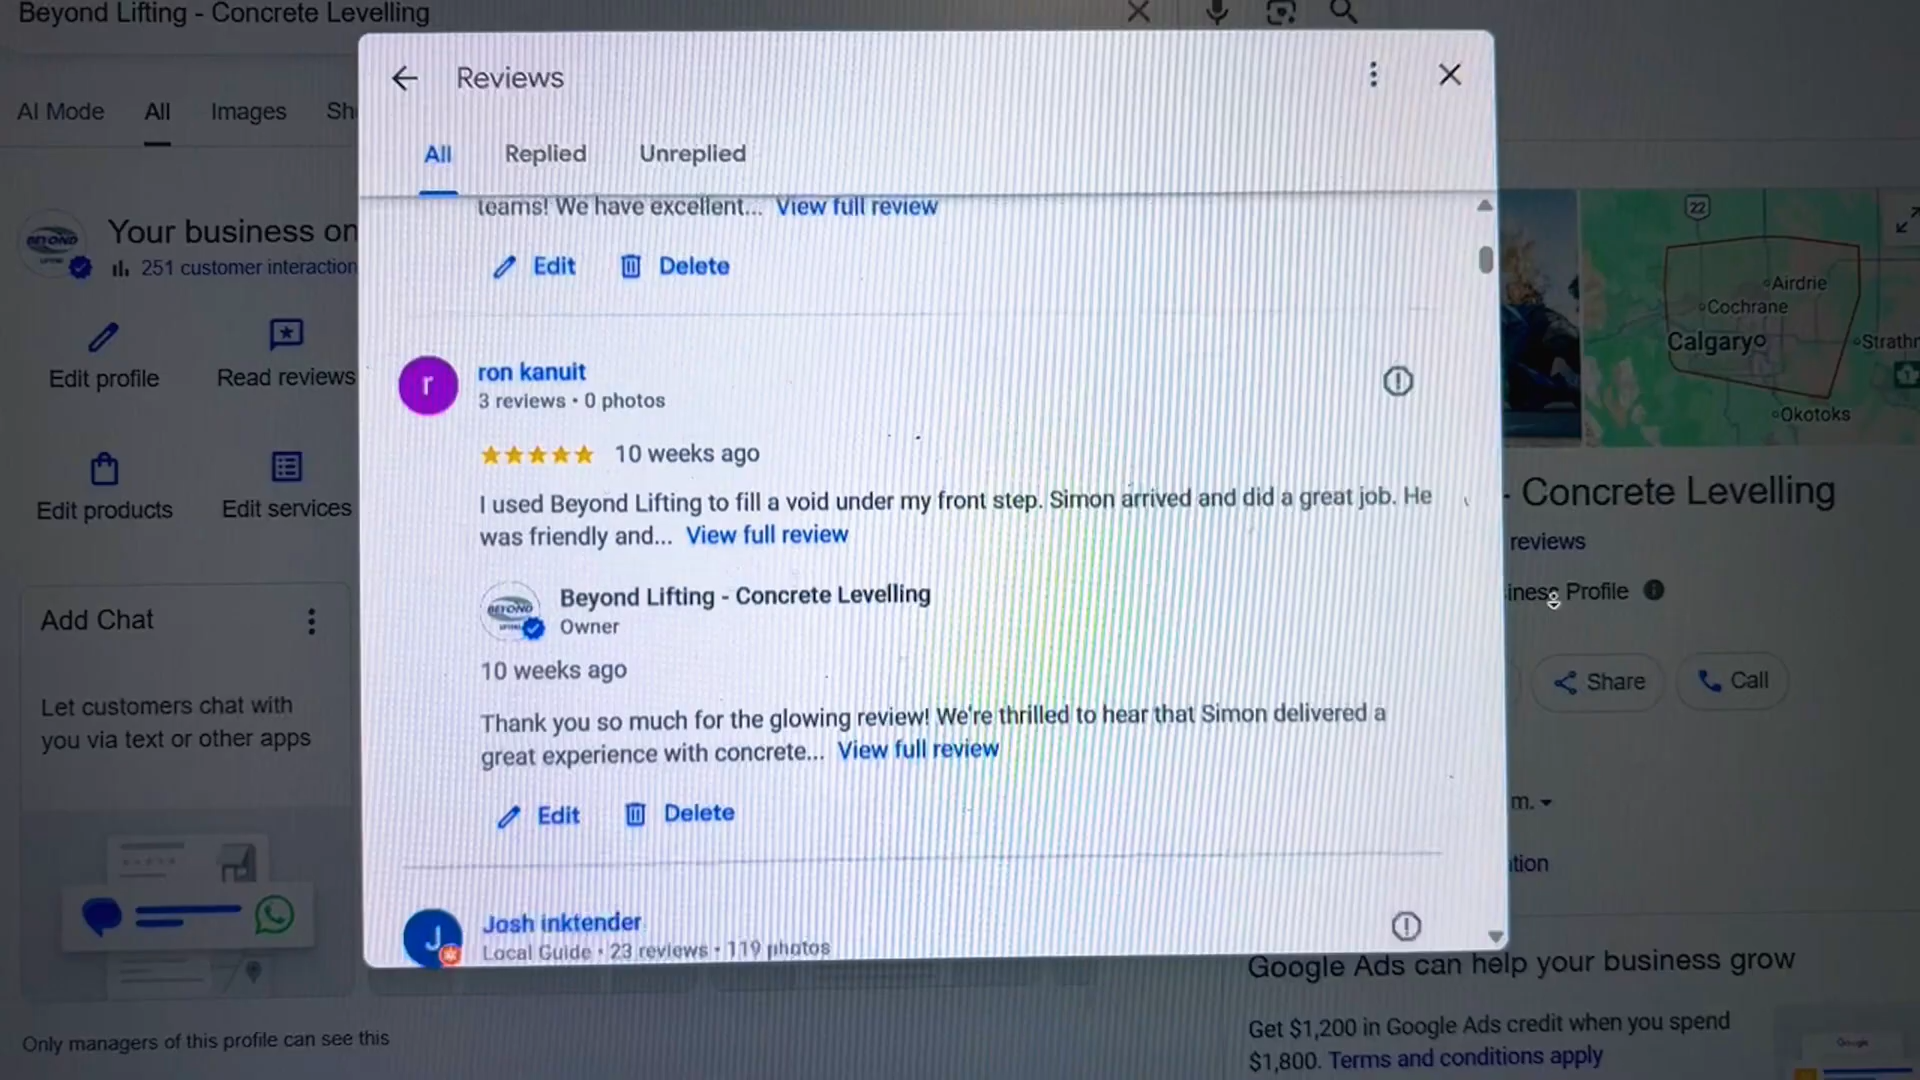 Beyond Lifting - Concrete Levelling
AI Mode
All
Images
Sh
Your business on
251 customer interaction
Edit profile
Read reviews
Edit products
Edit services
Add Chat
Let customers chat with
you via text or other apps
Only managers of this profile can see this
Reviews
All
Replied
Unreplied
teams! We have excellent... View full review
Edit
Delete
r
ron kanuit
3 reviews • 0 photos
10 weeks ago
I used Beyond Lifting to fill a void under my front step. Simon arrived and did a great job. He
was friendly and... View full review
BEYOND
Beyond Lifting - Concrete Levelling
Owner
10 weeks ago
Thank you so much for the glowing review! We're thrilled to hear that Simon delivered a
great experience with concrete... View full review
Edit
Delete
J
Josh inktender
Local Guide • 23 reviews • 119 photos
22
Airdrie
Cochrane
Calgary
Strathr
1
Okotoks
- Concrete Levelling
reviews
iness Profile
Share
Call
m.
tion
Google Ads can help your business grow
Get $1,200 in Google Ads credit when you spend
$1,800. Terms and conditions apply
Google